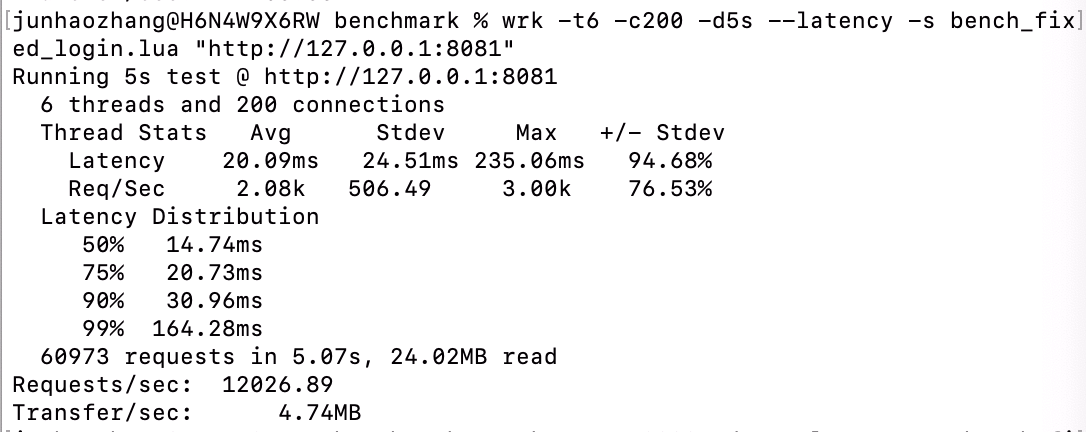 [junhaozhang@H6N4W9X6RW benchmark % wrk -t6 -c200 -d5s --latency -s bench_fix]
ed_login.lua "http://127.0.0.1:8081"
Running 5s test @ http://127.0.0.1:8081
  6 threads and 200 connections
  Thread Stats   Avg      Stdev     Max   +/- Stdev
    Latency    20.09ms   24.51ms 235.06ms   94.68%
    Req/Sec     2.08k   506.49     3.00k    76.53%
  Latency Distribution
     50%   14.74ms
     75%   20.73ms
     90%   30.96ms
     99%  164.28ms
  60973 requests in 5.07s, 24.02MB read
Requests/sec:  12026.89
Transfer/sec:      4.74MB